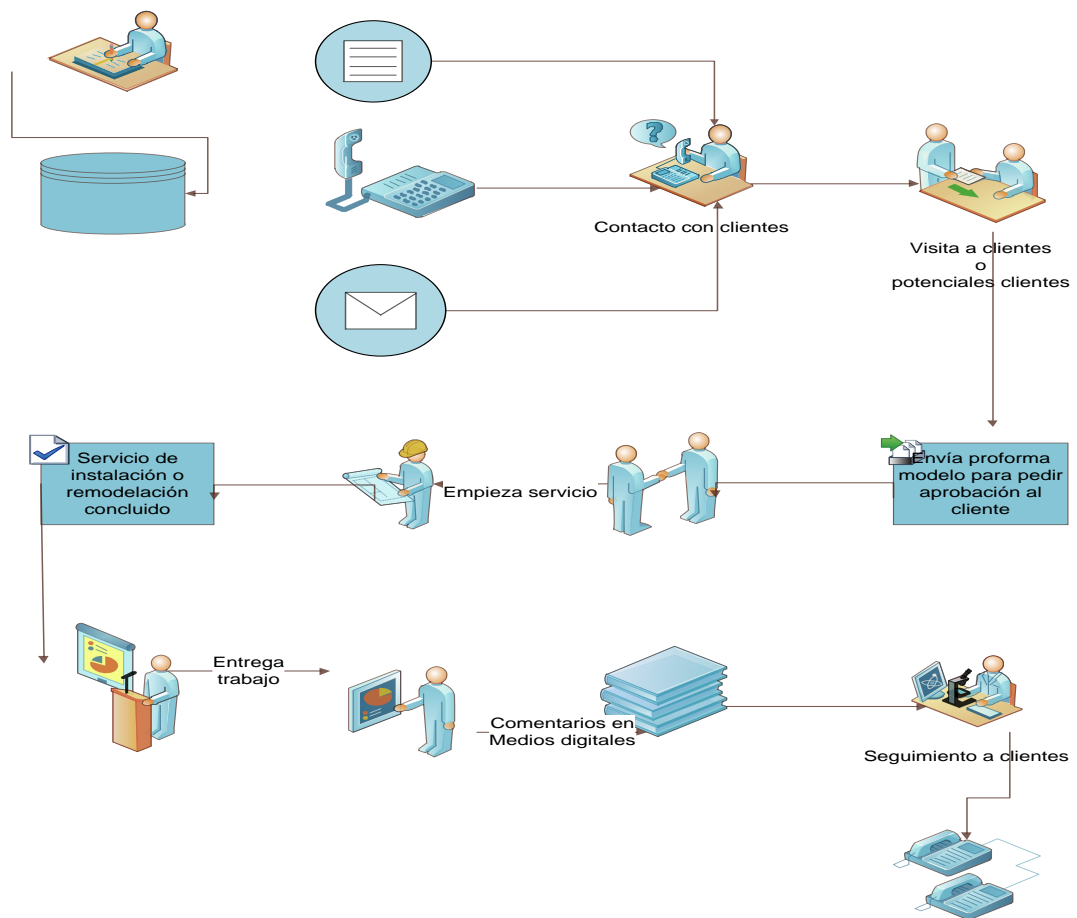 Contacto con clientes
Visita a clientes
o
potenciales clientes
Servicio de
instalación o
remodelación
concluido
Empieza servicio
Envía proforma
modelo para pedir
aprobación al
cliente
Entrega
trabajo
Comentarios en
Medios digitales
Seguimiento a clientes